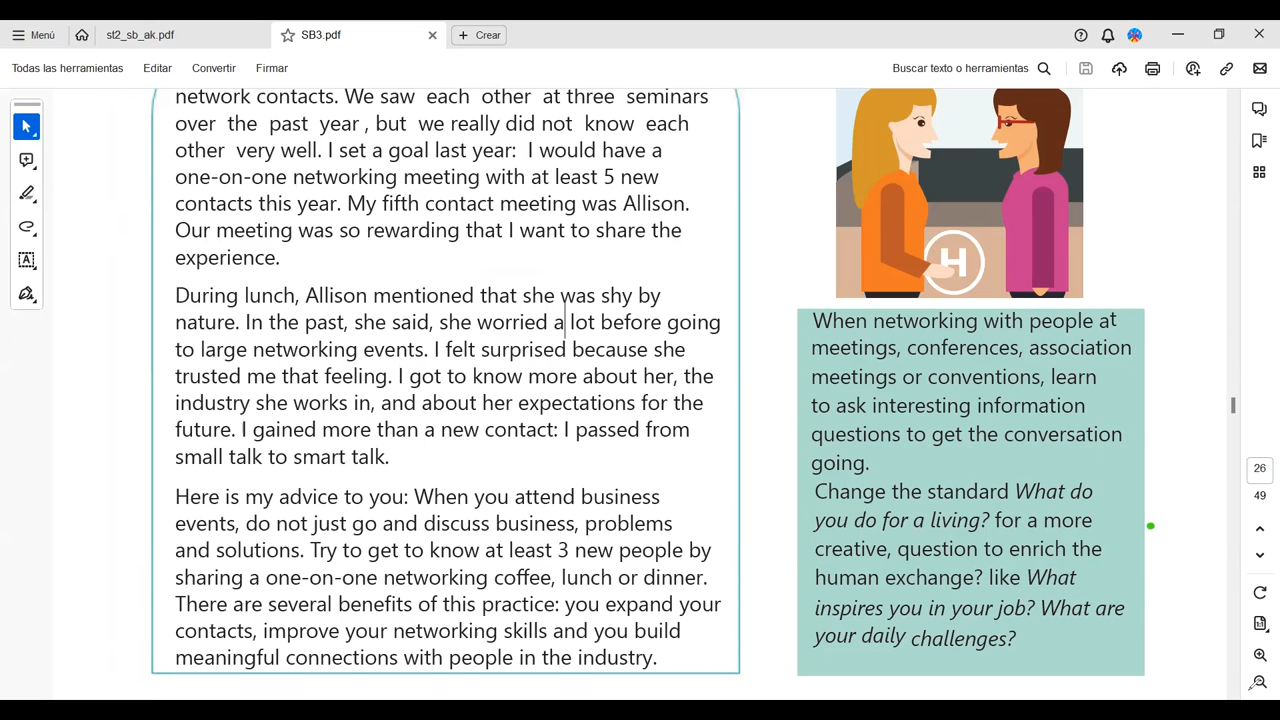 Menú
st2_sb_ak.pdf
SB3.pdf
Crear
Todas las herramientas
Editar
Convertir
Firmar
Buscar texto o herramientas
network contacts. We saw each other at three seminars
over the past year , but we really did not know each
other very well. I set a goal last year: I would have a
one-on-one networking meeting with at least 5 new
contacts this year. My fifth contact meeting was Allison.
Our meeting was so rewarding that I want to share the
experience.
During lunch, Allison mentioned that she was shy by
nature. In the past, she said, she worried a lot before going
to large networking events. I felt surprised because she
trusted me that feeling. I got to know more about her, the
industry she works in, and about her expectations for the
future. I gained more than a new contact: I passed from
small talk to smart talk.
Here is my advice to you: When you attend business
events, do not just go and discuss business, problems
and solutions. Try to get to know at least 3 new people by
sharing a one-on-one networking coffee, lunch or dinner.
There are several benefits of this practice: you expand your
contacts, improve your networking skills and you build
meaningful connections with people in the industry.
H
When networking with people at
meetings, conferences, association
meetings or conventions, learn
to ask interesting information
questions to get the conversation
going.
Change the standard What do
you do for a living? for a more
creative, question to enrich the
human exchange? like What
inspires you in your job? What are
your daily challenges?
26
49